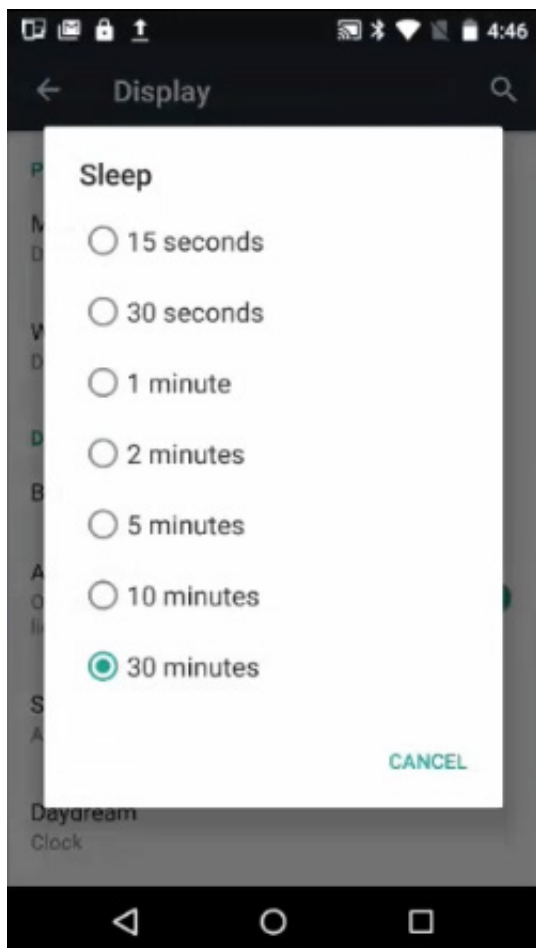 4:46
Display
Sleep
15 seconds
30 seconds
1 minute
2 minutes
5 minutes
10 minutes
30 minutes
CANCEL
Daydream
Clock